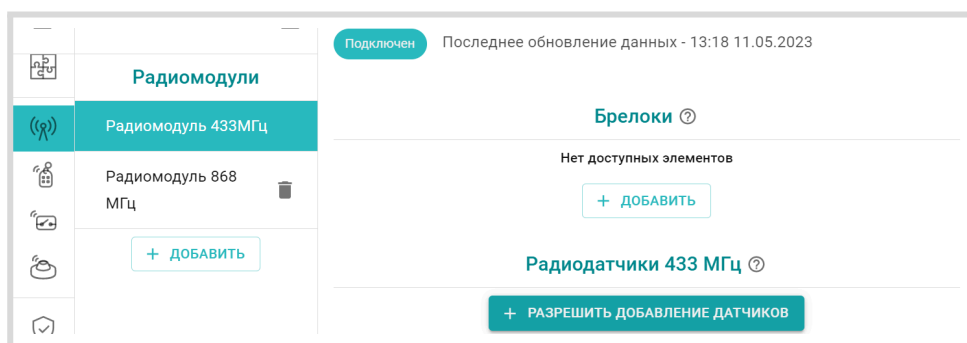 Подключен
Последнее обновление данных - 13:18 11.05.2023
Радиомодули
Радиомодуль 433МГц
Радиомодуль 868
МГц
+ ДОБАВИТЬ
Брелоки
Нет доступных элементов
+ ДОБАВИТЬ
Радиодатчики 433 МГц
+ РАЗРЕШИТЬ ДОБАВЛЕНИЕ ДАТЧИКОВ